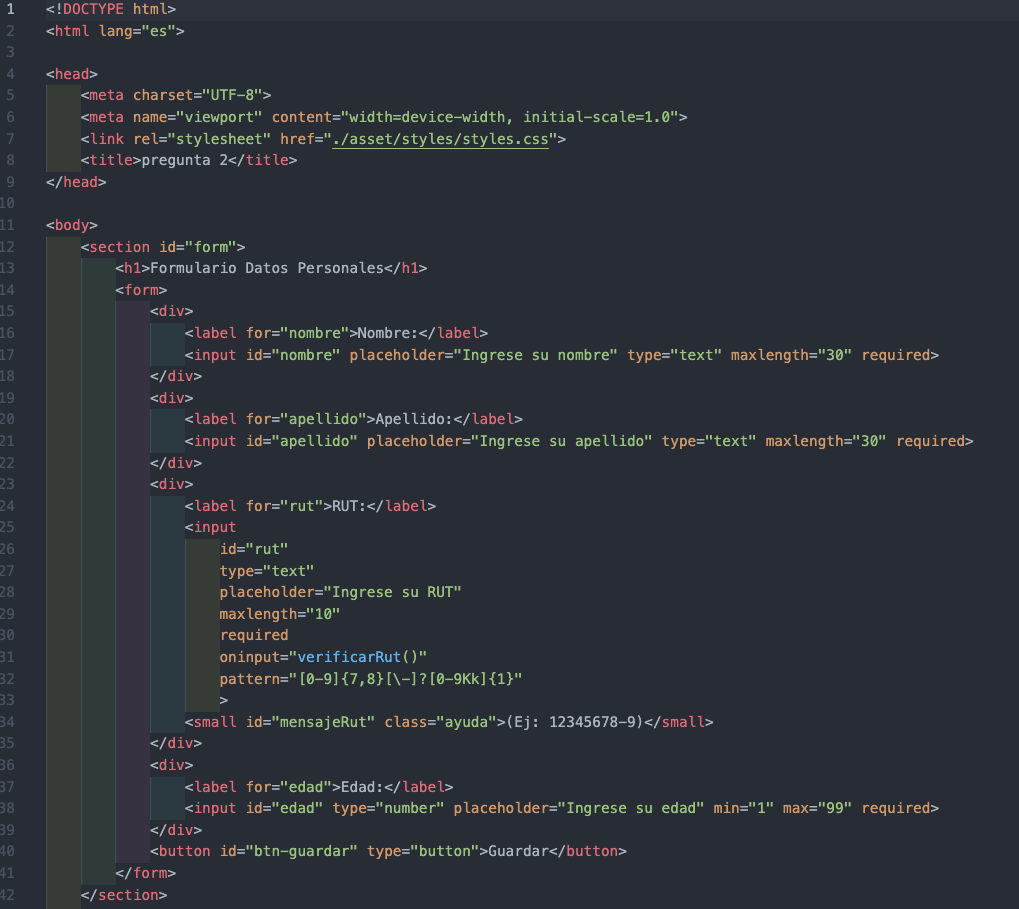 1 <!DOCTYPE html>
2 <html lang="es">
3
4 <head>
5 <meta charset="UTF-8">
6 <meta name="viewport" content="width=device-width, initial-scale=1.0">
7 <link rel="stylesheet" href="./asset/styles/styles.css">
8 <title>pregunta 2</title>
9 </head>
10
11 <body>
12 <section id="form">
13 <h1>Formulario Datos Personales</h1>
14 <form>
15 <div>
16 <label for="nombre">Nombre:</label>
17 <input id="nombre" placeholder="Ingrese su nombre" type="text" maxlength="30" required>
18 </div>
19 <div>
20 <label for="apellido">Apellido:</label>
21 <input id="apellido" placeholder="Ingrese su apellido" type="text" maxlength="30" required>
22 </div>
23 <div>
24 <label for="rut">RUT:</label>
25 <input
26 id="rut"
27 type="text"
28 placeholder="Ingrese su RUT"
29 maxlength="10"
30 required
31 oninput="verificarRut()"
32 pattern="[0-9]{7,8}[\-]?[0-9Kk]{1}"
33 >
34 <small id="mensajeRut" class="ayuda">(Ej: 12345678-9)</small>
35 </div>
36 <div>
37 <label for="edad">Edad:</label>
38 <input id="edad" type="number" placeholder="Ingrese su edad" min="1" max="99" required>
39 </div>
40 <button id="btn-guardar" type="button">Guardar</button>
41 </form>
42 </section>